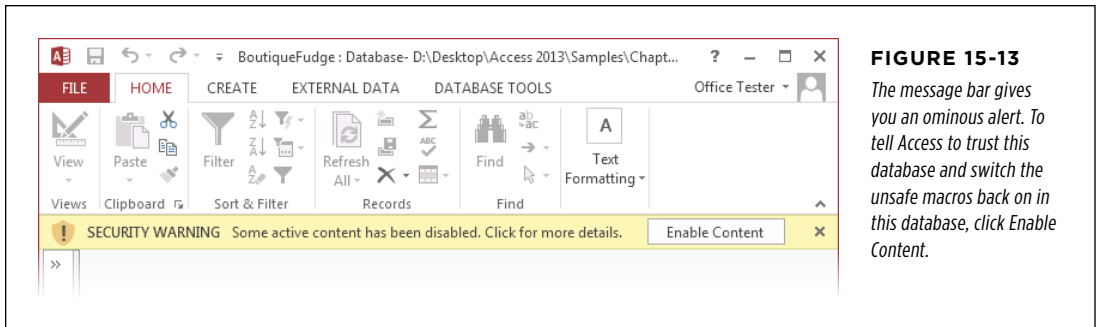 BoutiqueFudge : Database- D:\Desktop\Access 2013\Samples\Chapt... ?
FILE HOME CREATE EXTERNAL DATA DATABASE TOOLS Office Tester
View
Paste
Filter
Refresh
All
ABC
Find
ab
ac
A
Text
Formatting
Views Clipboard Sort & Filter Records Find
SECURITY WARNING Some active content has been disabled. Click for more details. Enable Content
FIGURE 15-13
The message bar gives
you an ominous alert. To
tell Access to trust this
database and switch the
unsafe macros back on in
this database, click Enable
Content.